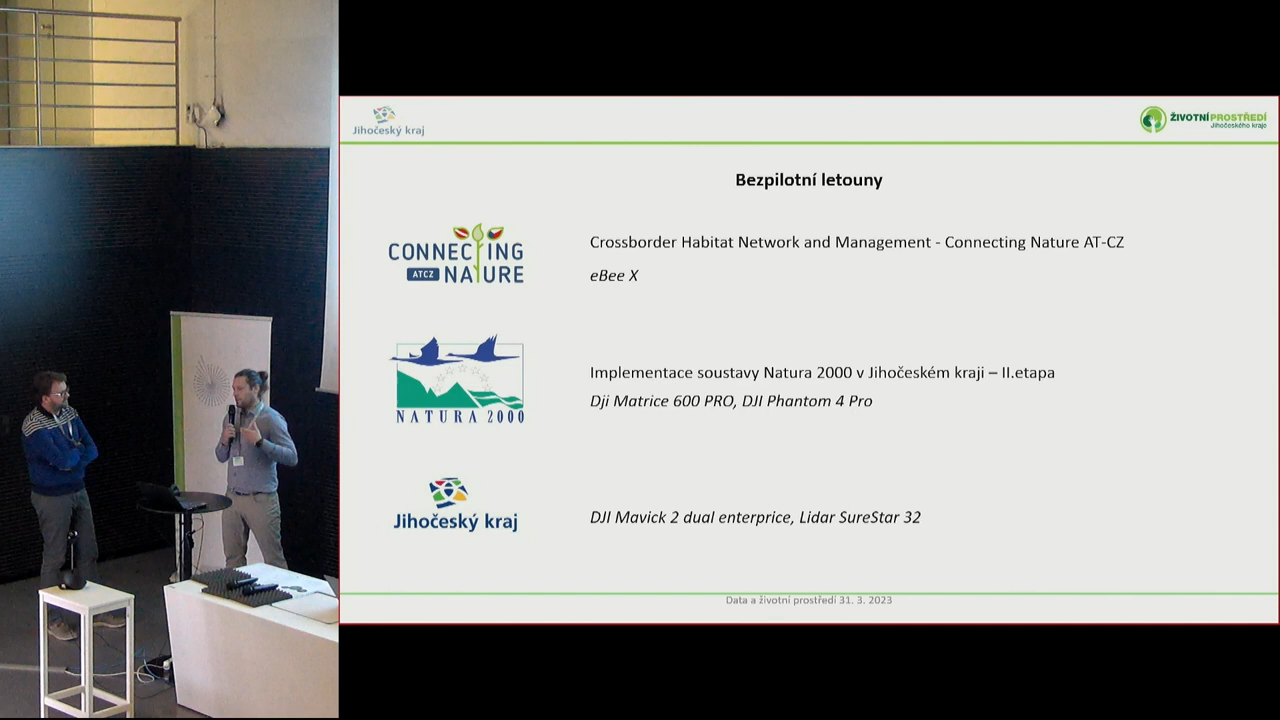 Jihočeský kraj
ŽIVOTNÍPROSTŘEDÍ
Jihočeského kraje
Bezpilotní letouny
CONNECTING
ATCZ NATURE
Crossborder Habitat Network and Management - Connecting Nature AT-CZ
eBee X
NATURA 2000
Implementace soustavy Natura 2000 v Jihočeském kraji – II.etapa
Dji Matrice 600 PRO, DJI Phantom 4 Pro
Jihočeský kraj
DJI Mavick 2 dual enterprice, Lidar SureStar 32
Data a životní prostředí 31. 3. 2023